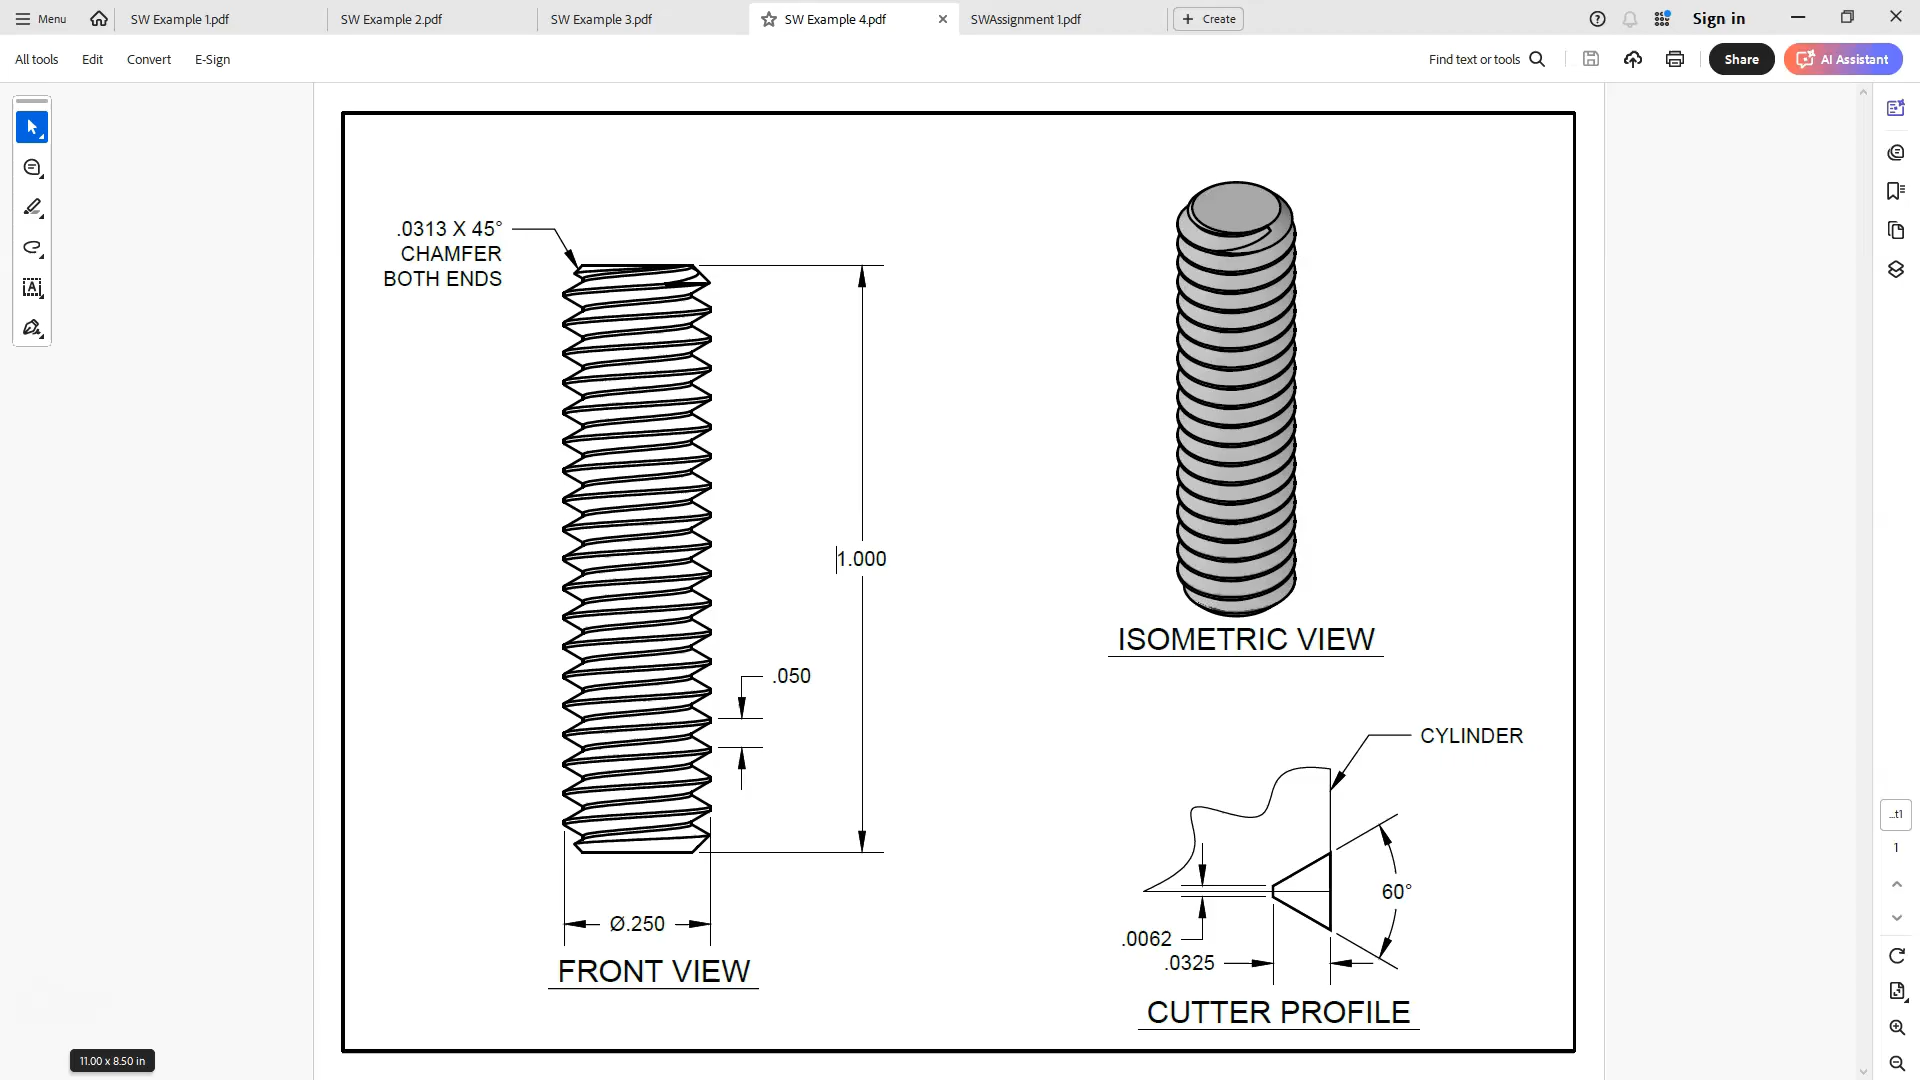 Menu
SW Example 1.pdf
SW Example 2.pdf
SW Example 3.pdf
SW Example 4.pdf
SWAssignment 1.pdf
Create
Sign in
All tools
Edit
Convert
E-Sign
Find text or tools
Share
AI Assistant
.0313 X 45°
CHAMFER
BOTH ENDS
1.000
.050
Ø.250
FRONT VIEW
ISOMETRIC VIEW
CYLINDER
60°
.0062
.0325
CUTTER PROFILE
...t1
1
11.00 x 8.50 in